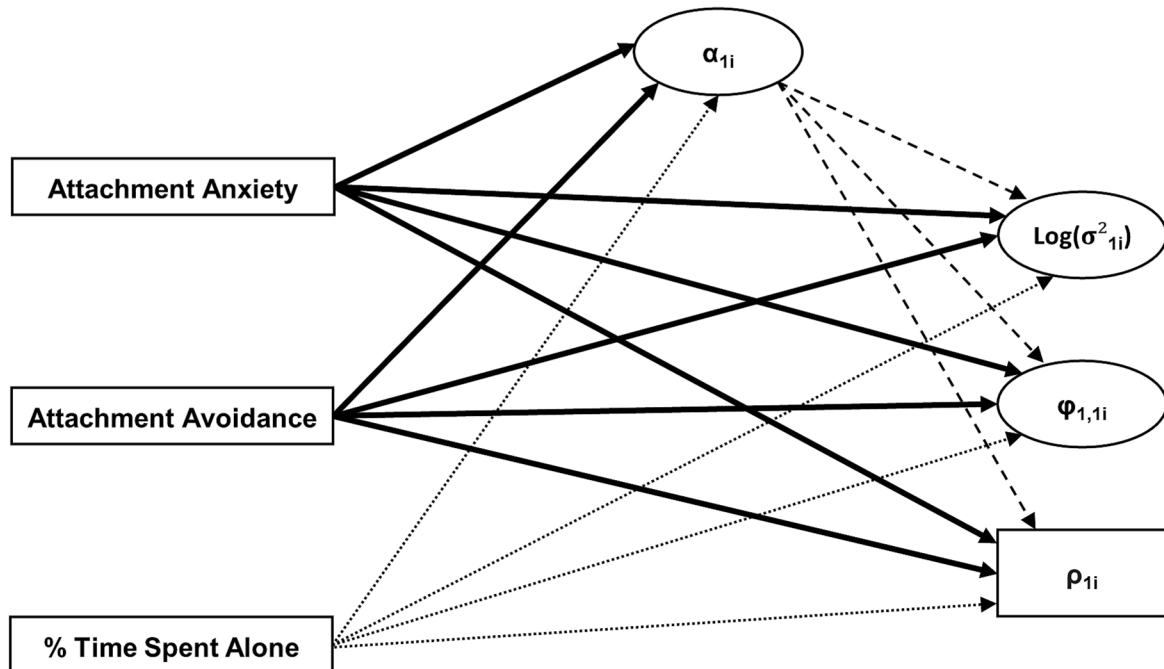 α1i
Attachment Anxiety
Log(σ²1i)
Attachment Avoidance
φ1,1i
ρ1i
% Time Spent Alone